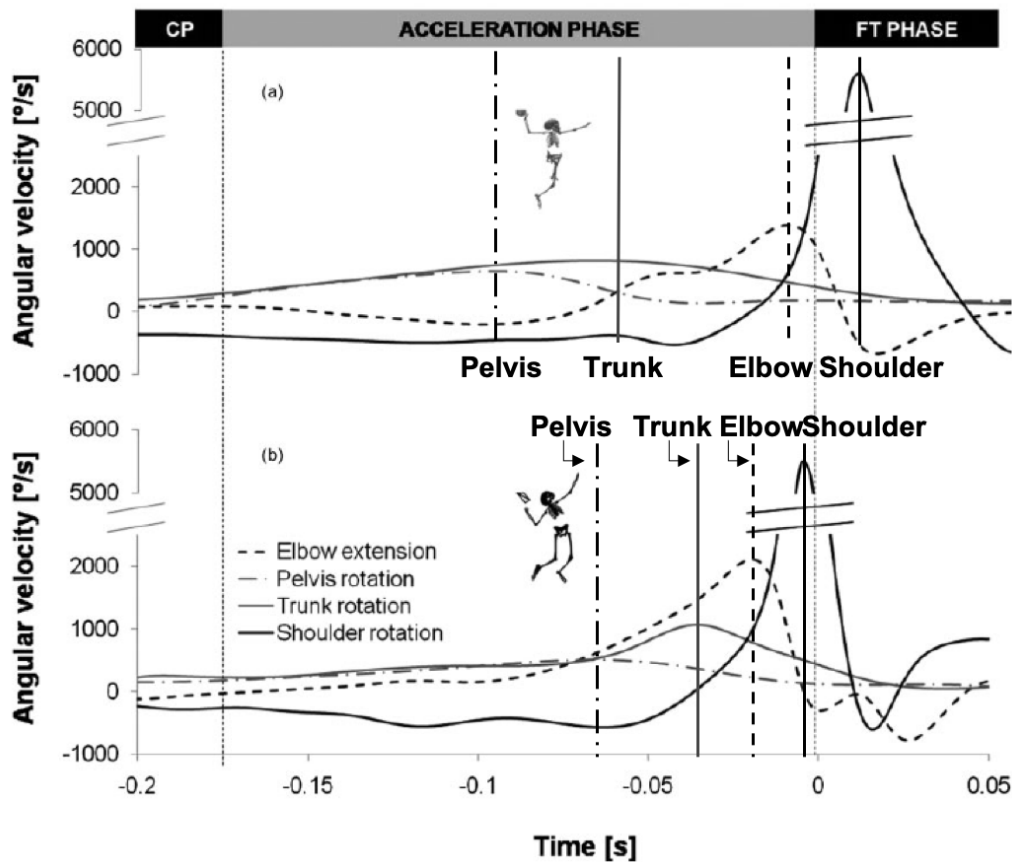 CP ACCELERATION PHASE FT PHASE
6000
(a)
5000
2000
1000
0
-1000
Angular velocity [°/s]
Pelvis Trunk Elbow Shoulder
Pelvis Trunk ElbowShoulder
6000
(b)
5000
2000
1000
0
-1000
Angular velocity [°/s]
Elbow extension
Pelvis rotation
Trunk rotation
Shoulder rotation
-0.2 -0.15 -0.1 -0.05 0 0.05
Time [s]